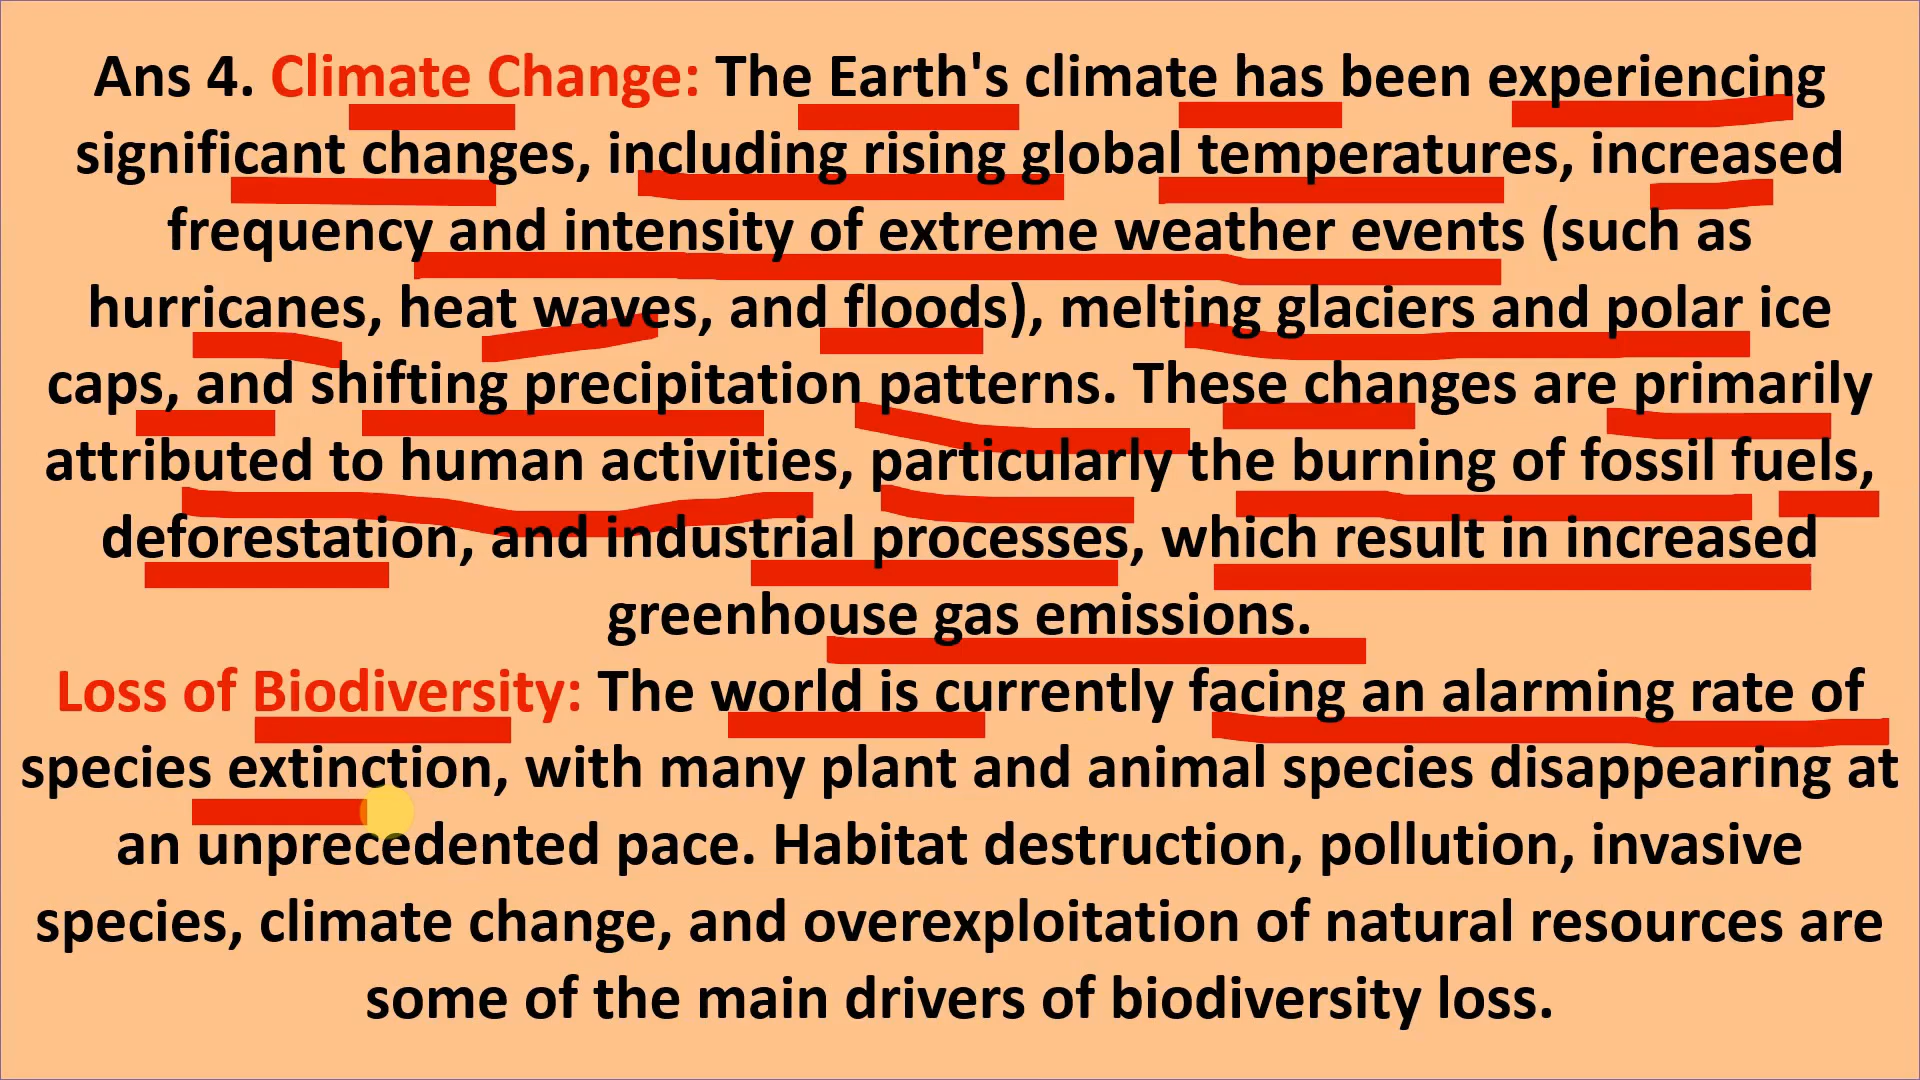 Ans 4. Climate Change: The Earth's climate has been experiencing
significant changes, including rising global temperatures, increased
frequency and intensity of extreme weather events (such as
hurricanes, heat waves, and floods), melting glaciers and polar ice
caps, and shifting precipitation patterns. These changes are primarily
attributed to human activities, particularly the burning of fossil fuels,
deforestation, and industrial processes, which result in increased
greenhouse gas emissions.
Loss of Biodiversity: The world is currently facing an alarming rate of
species extinction, with many plant and animal species disappearing at
an unprecedented pace. Habitat destruction, pollution, invasive
species, climate change, and overexploitation of natural resources are
some of the main drivers of biodiversity loss.